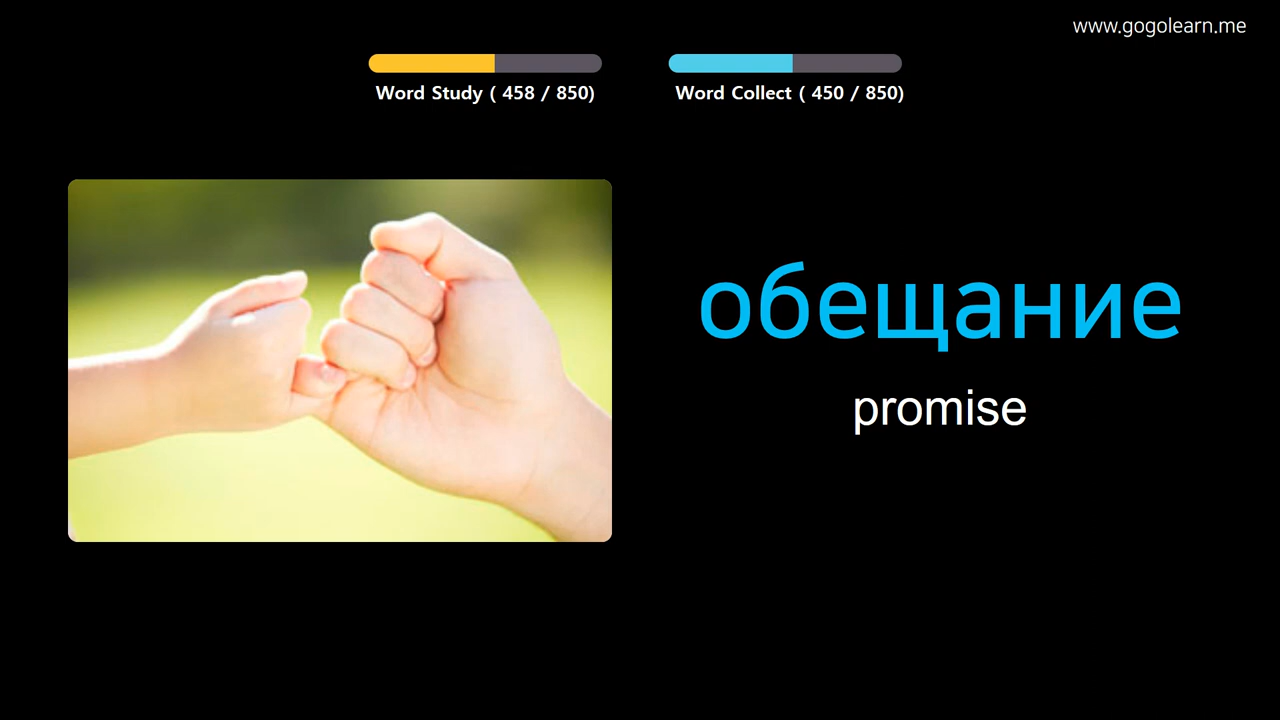 www.gogolearn.me
Word Study ( 458 / 850)
Word Collect ( 450 / 850)
обещание
promise